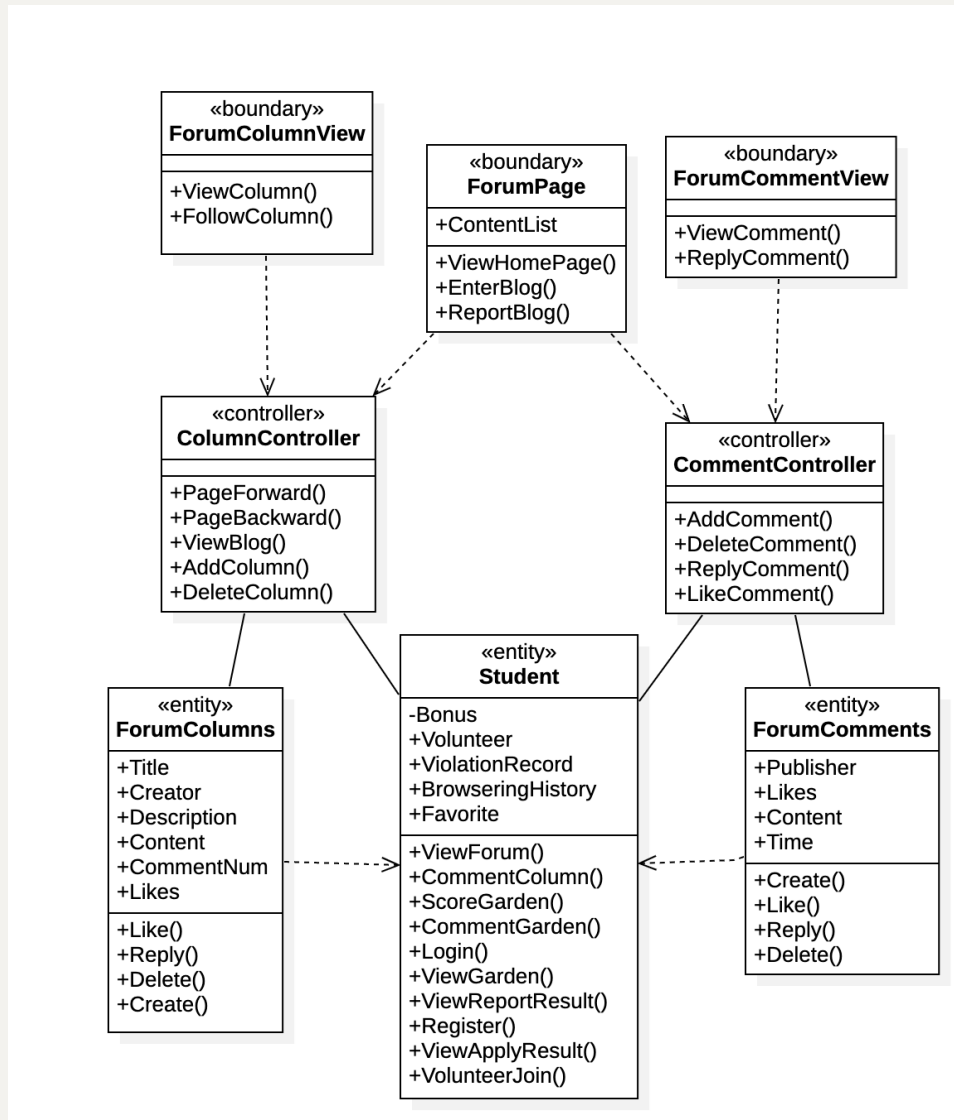 «boundary»
ForumColumnView
+ViewColumn()
+FollowColumn()
«boundary»
ForumPage
+ContentList
+ViewHomePage()
+EnterBlog()
+ReportBlog()
«boundary»
ForumCommentView
+ViewComment()
+ReplyComment()
«controller»
ColumnController
+PageForward()
+PageBackward()
+ViewBlog()
+AddColumn()
+DeleteColumn()
«controller»
CommentController
+AddComment()
+DeleteComment()
+ReplyComment()
+LikeComment()
«entity»
ForumColumns
+Title
+Creator
+Description
+Content
+CommentNum
+Likes
+Like()
+Reply()
+Delete()
+Create()
«entity»
Student
-Bonus
+Volunteer
+ViolationRecord
+BrowseringHistory
+Favorite
+ViewForum()
+CommentColumn()
+ScoreGarden()
+CommentGarden()
+Login()
+ViewGarden()
+ViewReportResult()
+Register()
+ViewApplyResult()
+VolunteerJoin()
«entity»
ForumComments
+Publisher
+Likes
+Content
+Time
+Create()
+Like()
+Reply()
+Delete()